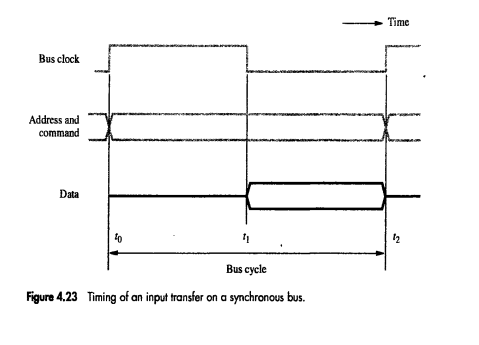 Time
Bus clock
Address and
command
Data
t0
t1
t2
Bus cycle
Figure 4.23 Timing of an input transfer on a synchronous bus.